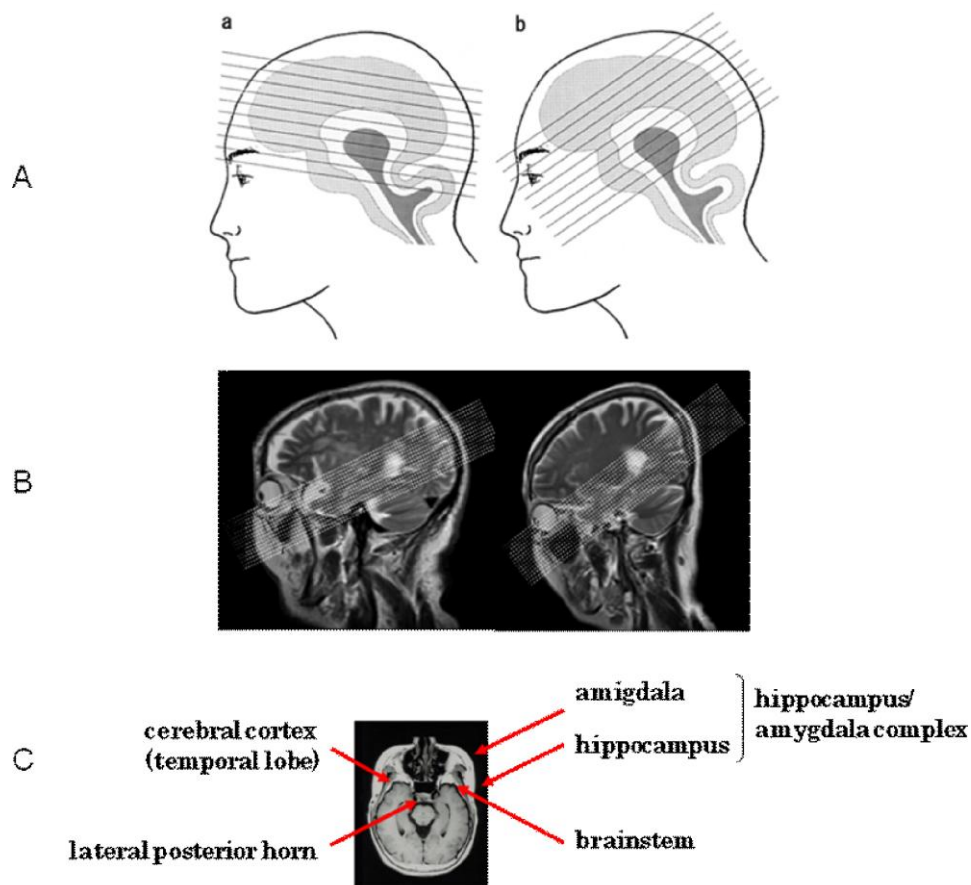 a
b
A
B
C
amigdala
hippocampus
hippocampus/
amygdala complex
cerebral cortex
(temporal lobe)
lateral posterior horn
brainstem